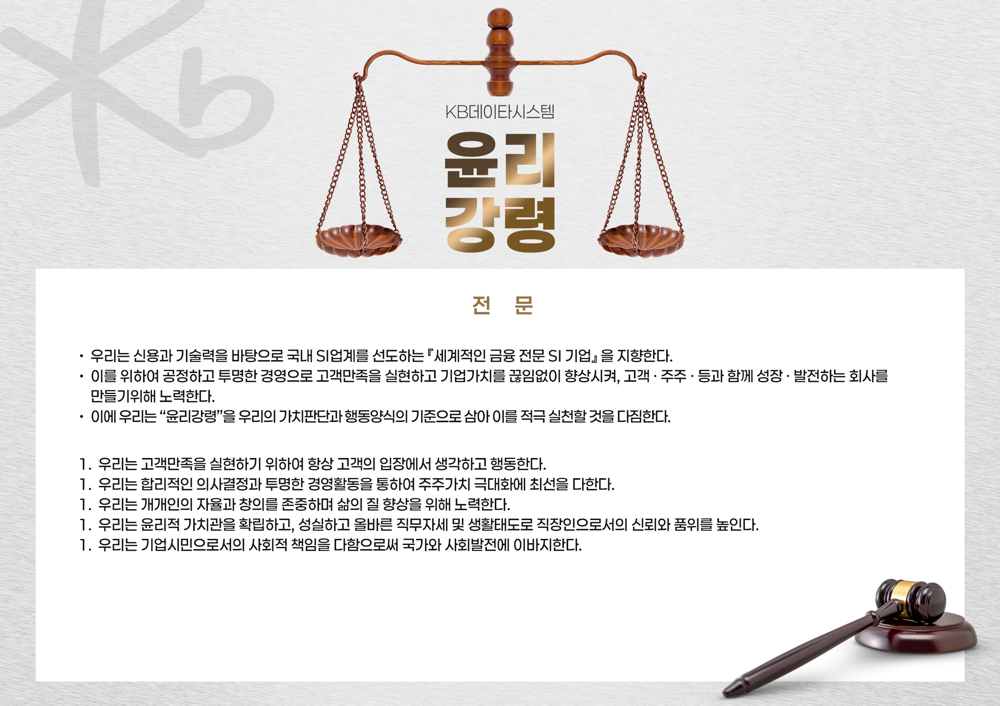 Kb
KB데이타시스템
윤리
강령
전 문
· 우리는 신용과 기술력을 바탕으로 국내 SI업계를 선도하는『세계적인 금융 전문 SI 기업』을 지향한다.
· 이를 위하여 공정하고 투명한 경영으로 고객만족을 실현하고 기업가치를 끊임없이 향상시켜, 고객 · 주주 · 등과 함께 성장 · 발전하는 회사를
만들기위해 노력한다.
· 이에 우리는 “윤리강령”을 우리의 가치판단과 행동양식의 기준으로 삼아 이를 적극 실천할 것을 다짐한다.
1. 우리는 고객만족을 실현하기 위하여 항상 고객의 입장에서 생각하고 행동한다.
1. 우리는 합리적인 의사결정과 투명한 경영활동을 통하여 주주가치 극대화에 최선을 다한다.
1. 우리는 개개인의 자율과 창의를 존중하며 삶의 질 향상을 위해 노력한다.
1. 우리는 윤리적 가치관을 확립하고, 성실하고 올바른 직무자세 및 생활태도로 직장인으로서의 신뢰와 품위를 높인다.
1. 우리는 기업시민으로서의 사회적 책임을 다함으로써 국가와 사회발전에 이바지한다.